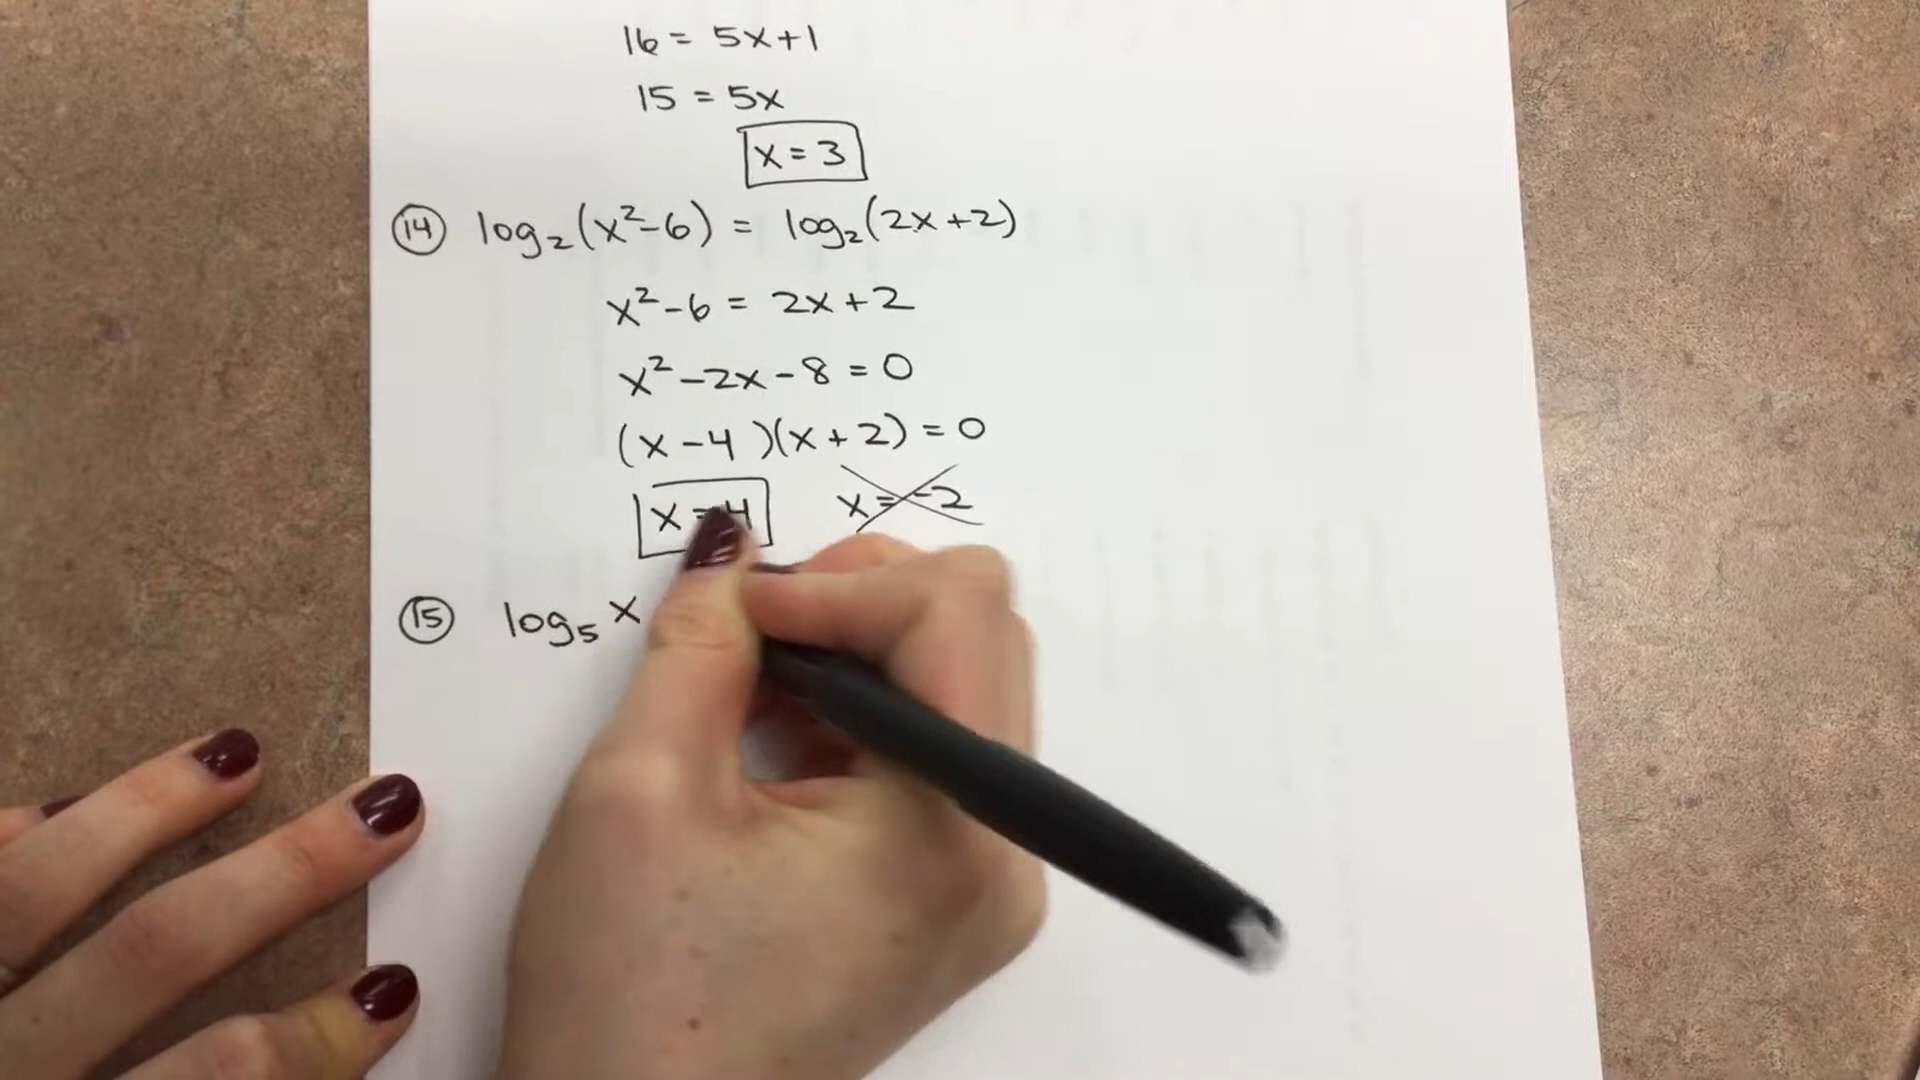 16 = 5x+1
15 = 5x
x = 3
14 log₂(x²-6) = log₂(2x+2)
x²-6 = 2x+2
x²-2x-8 = 0
(x-4)(x+2) = 0
x = 4 x = -2
15 log₅ x